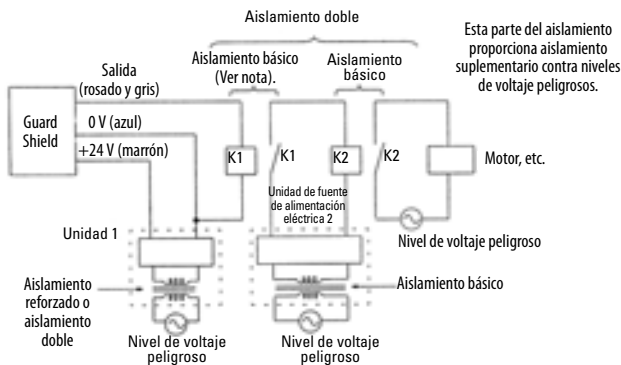 Aislamiento doble
Aislamiento básico
(Ver nota).
Aislamiento
básico
Esta parte del aislamiento
proporciona aislamiento
suplementario contra niveles
de voltaje peligrosos.
Salida
(rosado y gris)
Guard
Shield
0 V (azul)
+24 V (marrón)
K1
K1
K2
K2
Motor, etc.
Unidad de fuente
de alimentación
eléctrica 2
Nivel de voltaje peligroso
Unidad 1
Aislamiento
reforzado o
aislamiento
doble
Aislamiento básico
Nivel de voltaje
peligroso
Nivel de voltaje
peligroso